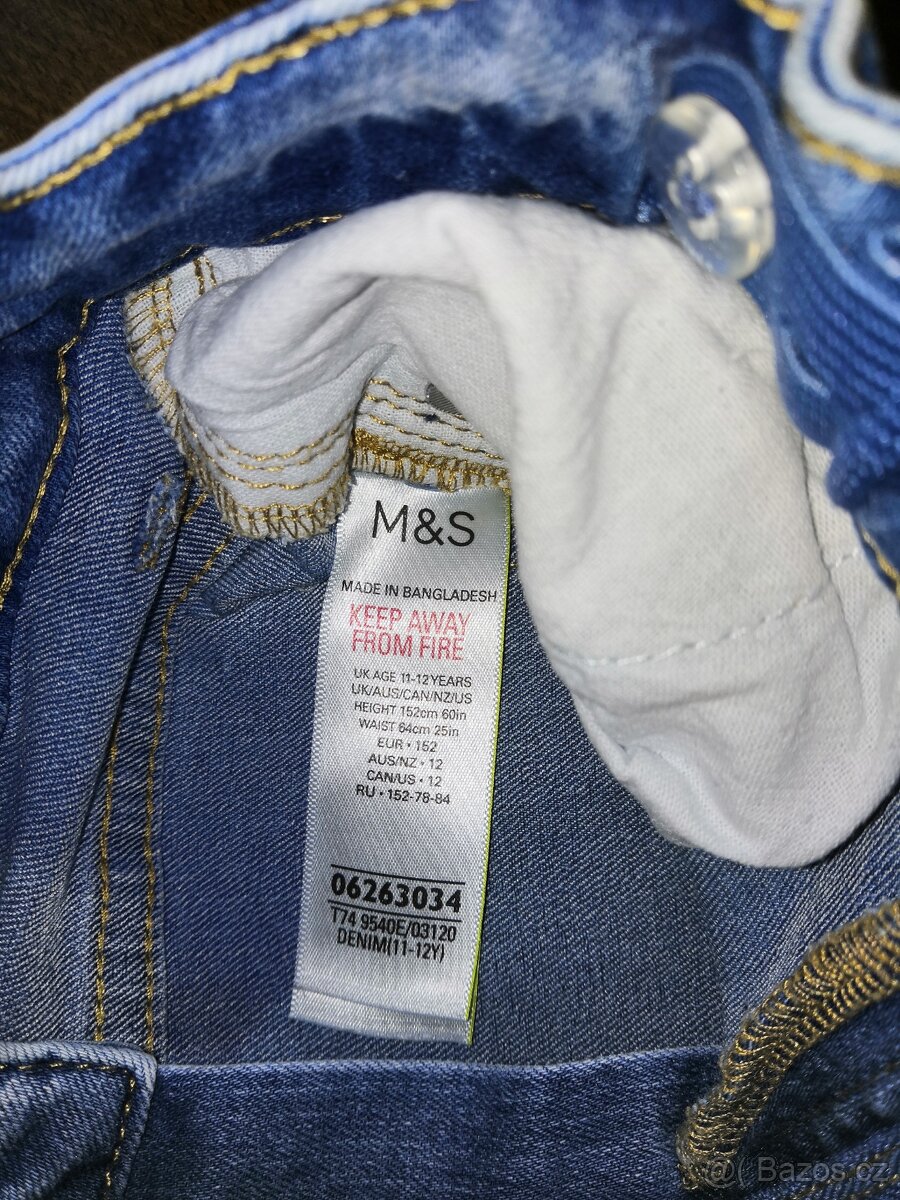 M&S
MADE IN BANGLADESH
KEEP AWAY
FROM FIRE
UK AGE 11-12 YEARS
UK/AUS/CAN/NZ/US
HEIGHT 152cm 60in
WAIST 64cm 25in
EUR • 152
AUS/NZ • 12
CAN/US • 12
RU • 152-78-84
06263034
T74 9540E/03120
DENIM(11-12Y)
@( Bazos.cz